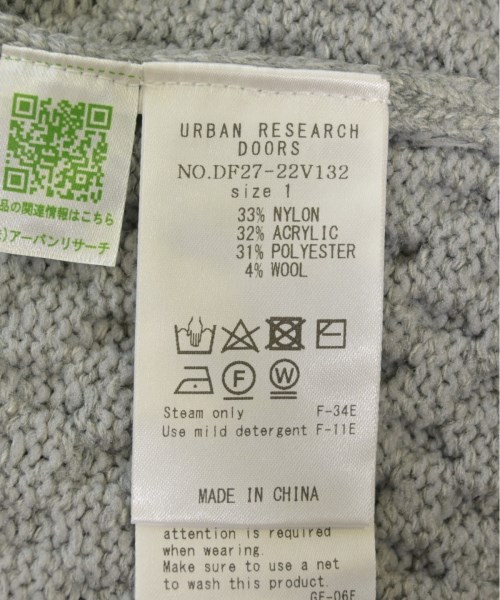 URBAN RESEARCH
DOORS
NO.DF27-22V132
size 1
33% NYLON
32% ACRYLIC
31% POLYESTER
4% WOOL
F
W
Steam only F-34E
Use mild detergent F-11E
MADE IN CHINA
attention is required
when wearing.
Make sure to use a net
to wash this product.
GF-06F
品の関連情報はこちら
)アーバンリサーチ